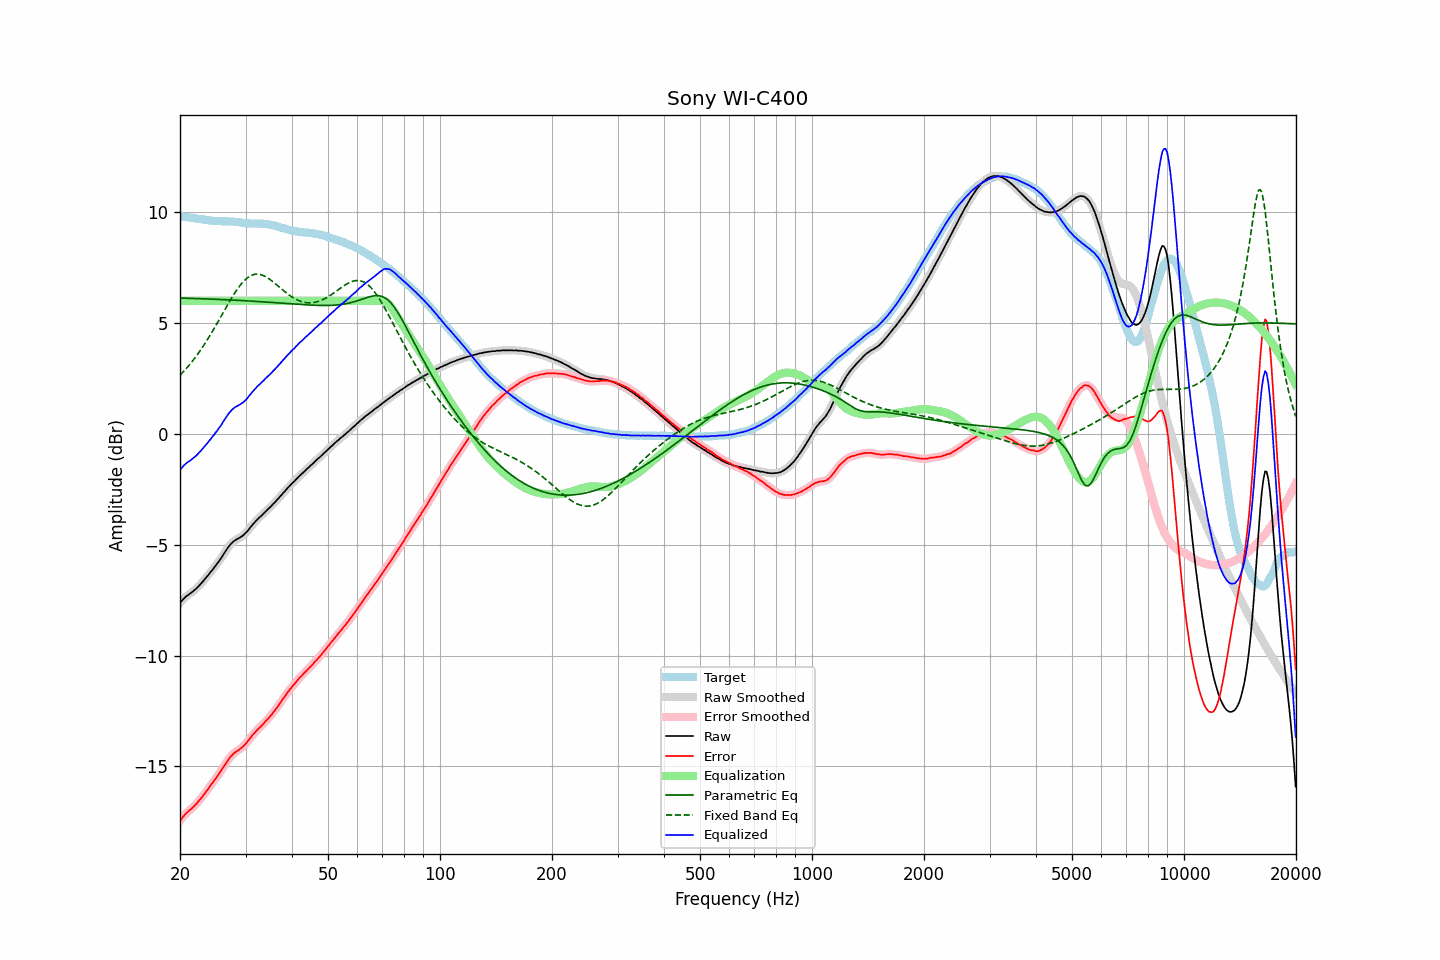 Sony WI-C400
Amplitude (dBr)
10
5
0
−5
−10
−15
20
50
100
200
500
1000
2000
5000
10000
20000
Frequency (Hz)
Target
Raw Smoothed
Error Smoothed
Raw
Error
Equalization
Parametric Eq
Fixed Band Eq
Equalized